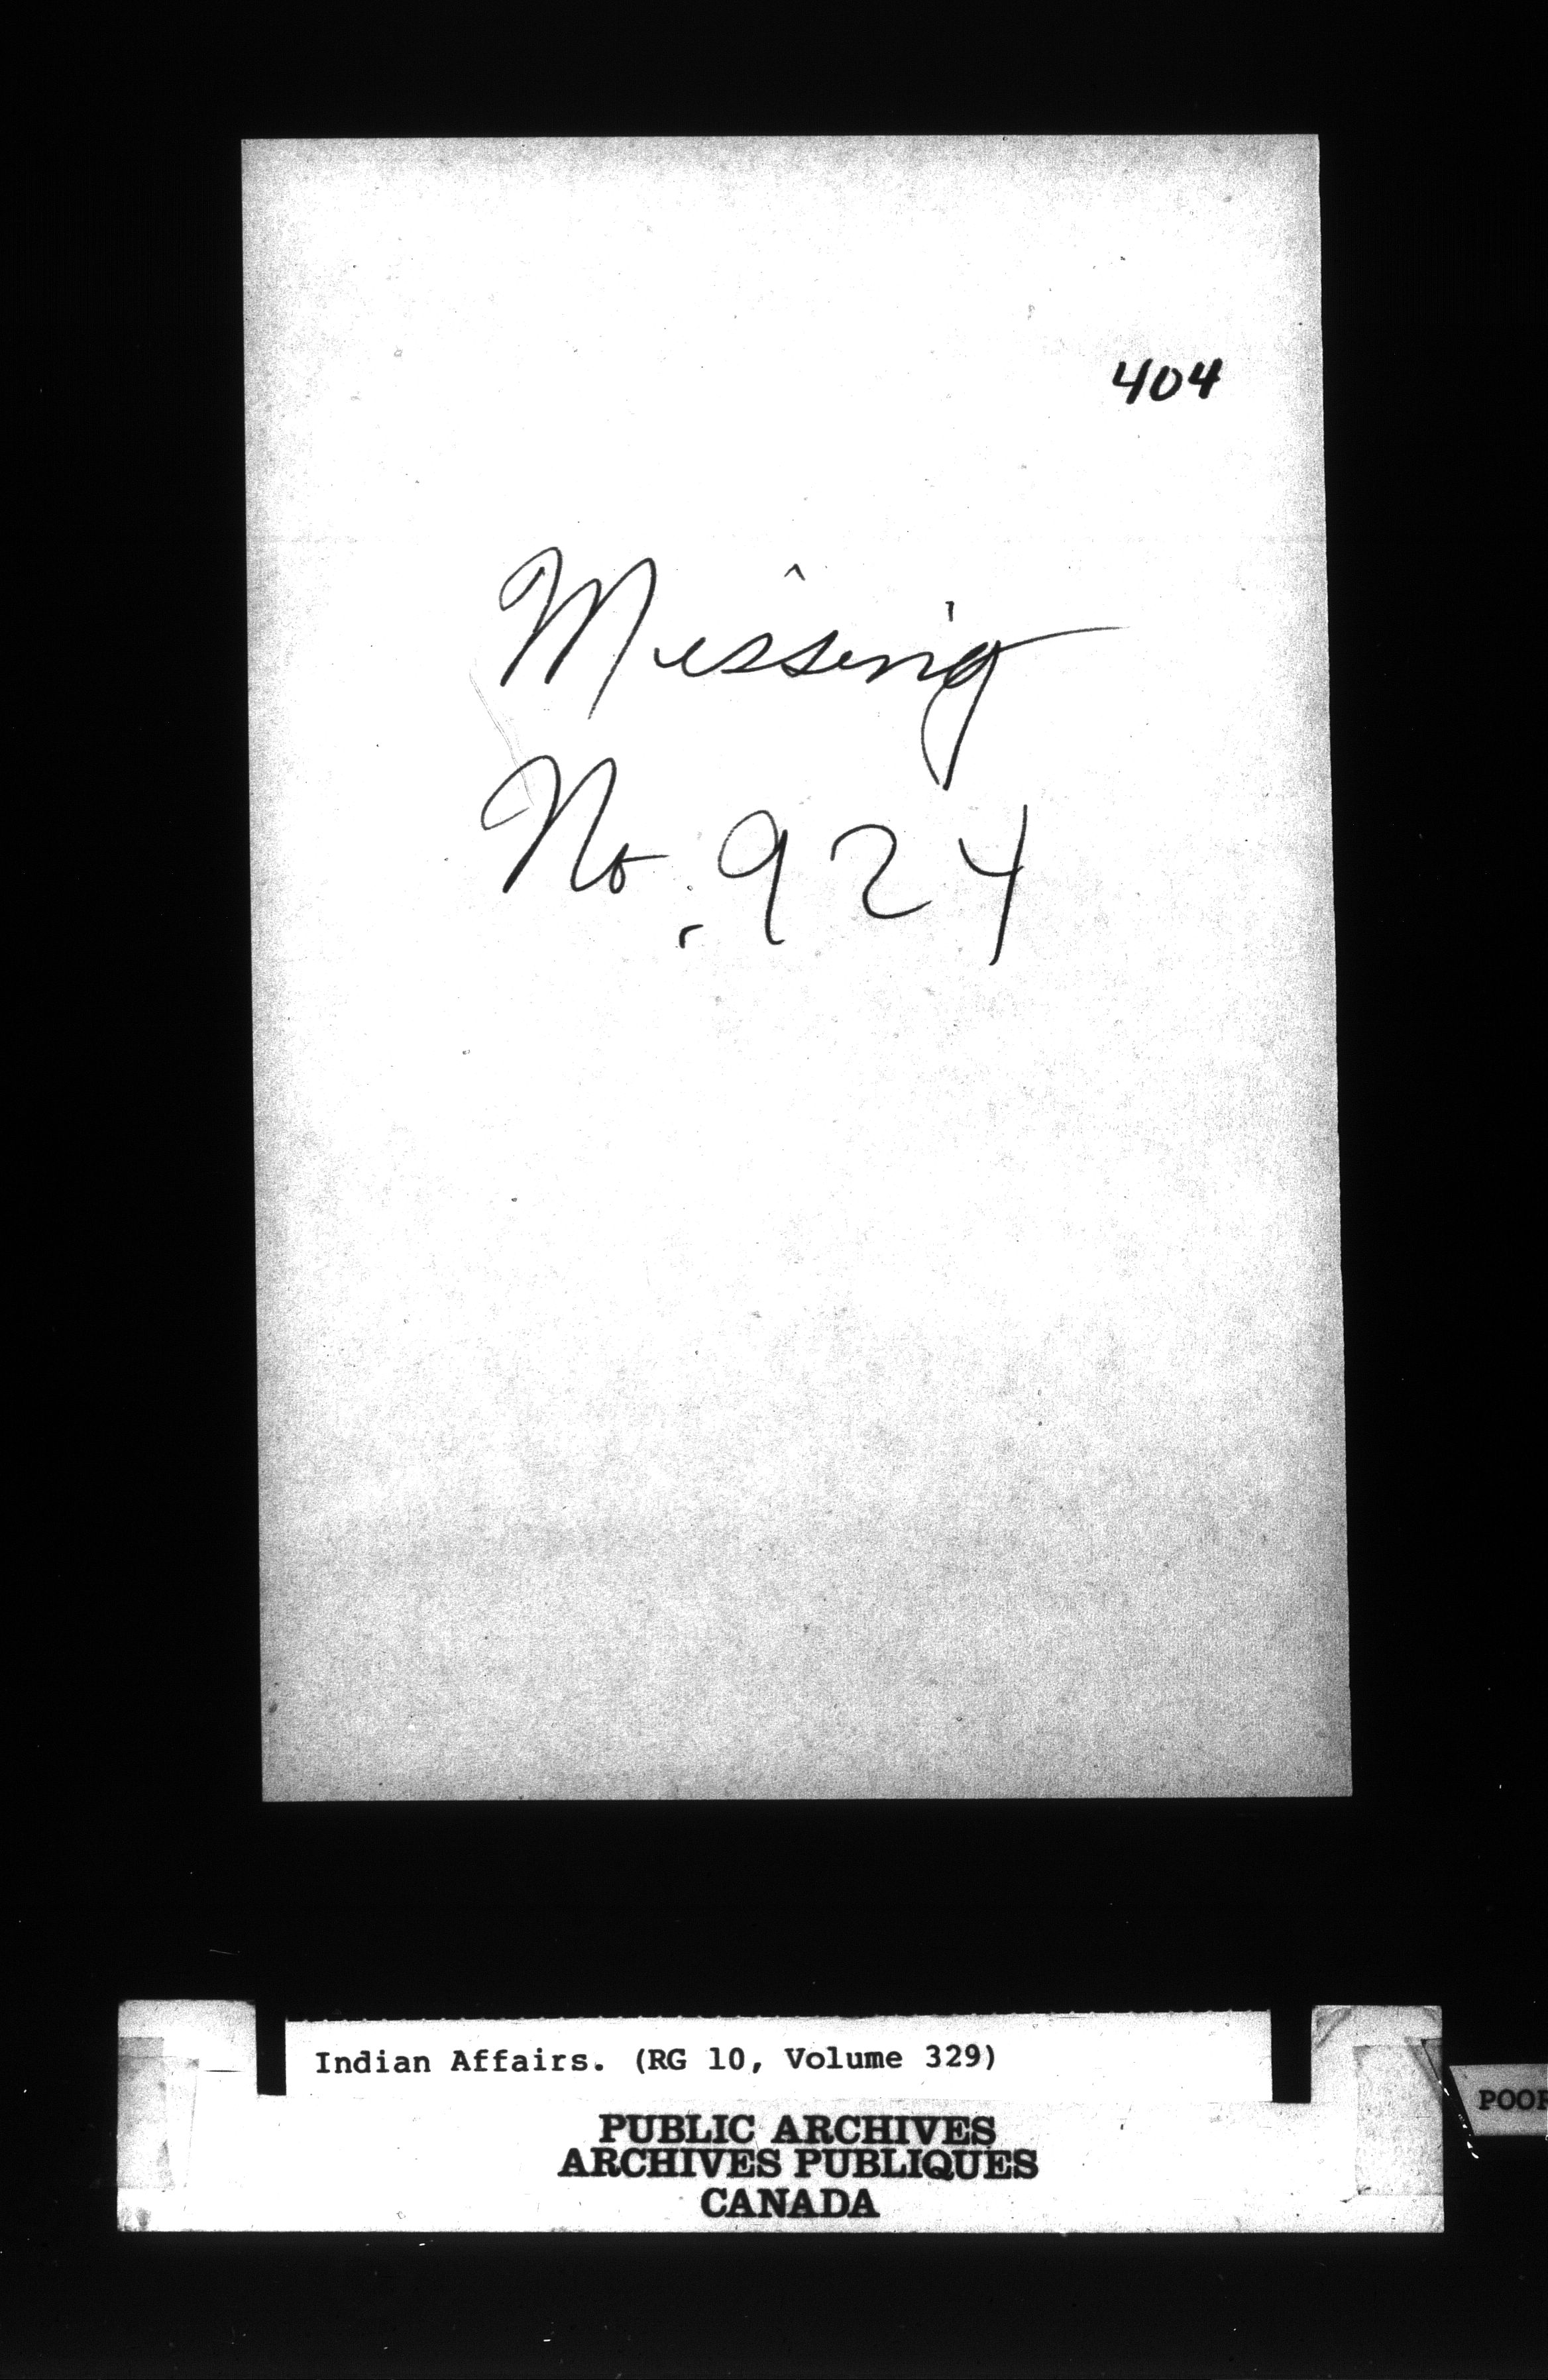 404
Missing
No. 924
Indian Affairs. (RG 10, Volume 329)
PUBLIC ARCHIVES
ARCHIVES PUBLIQUES
CANADA